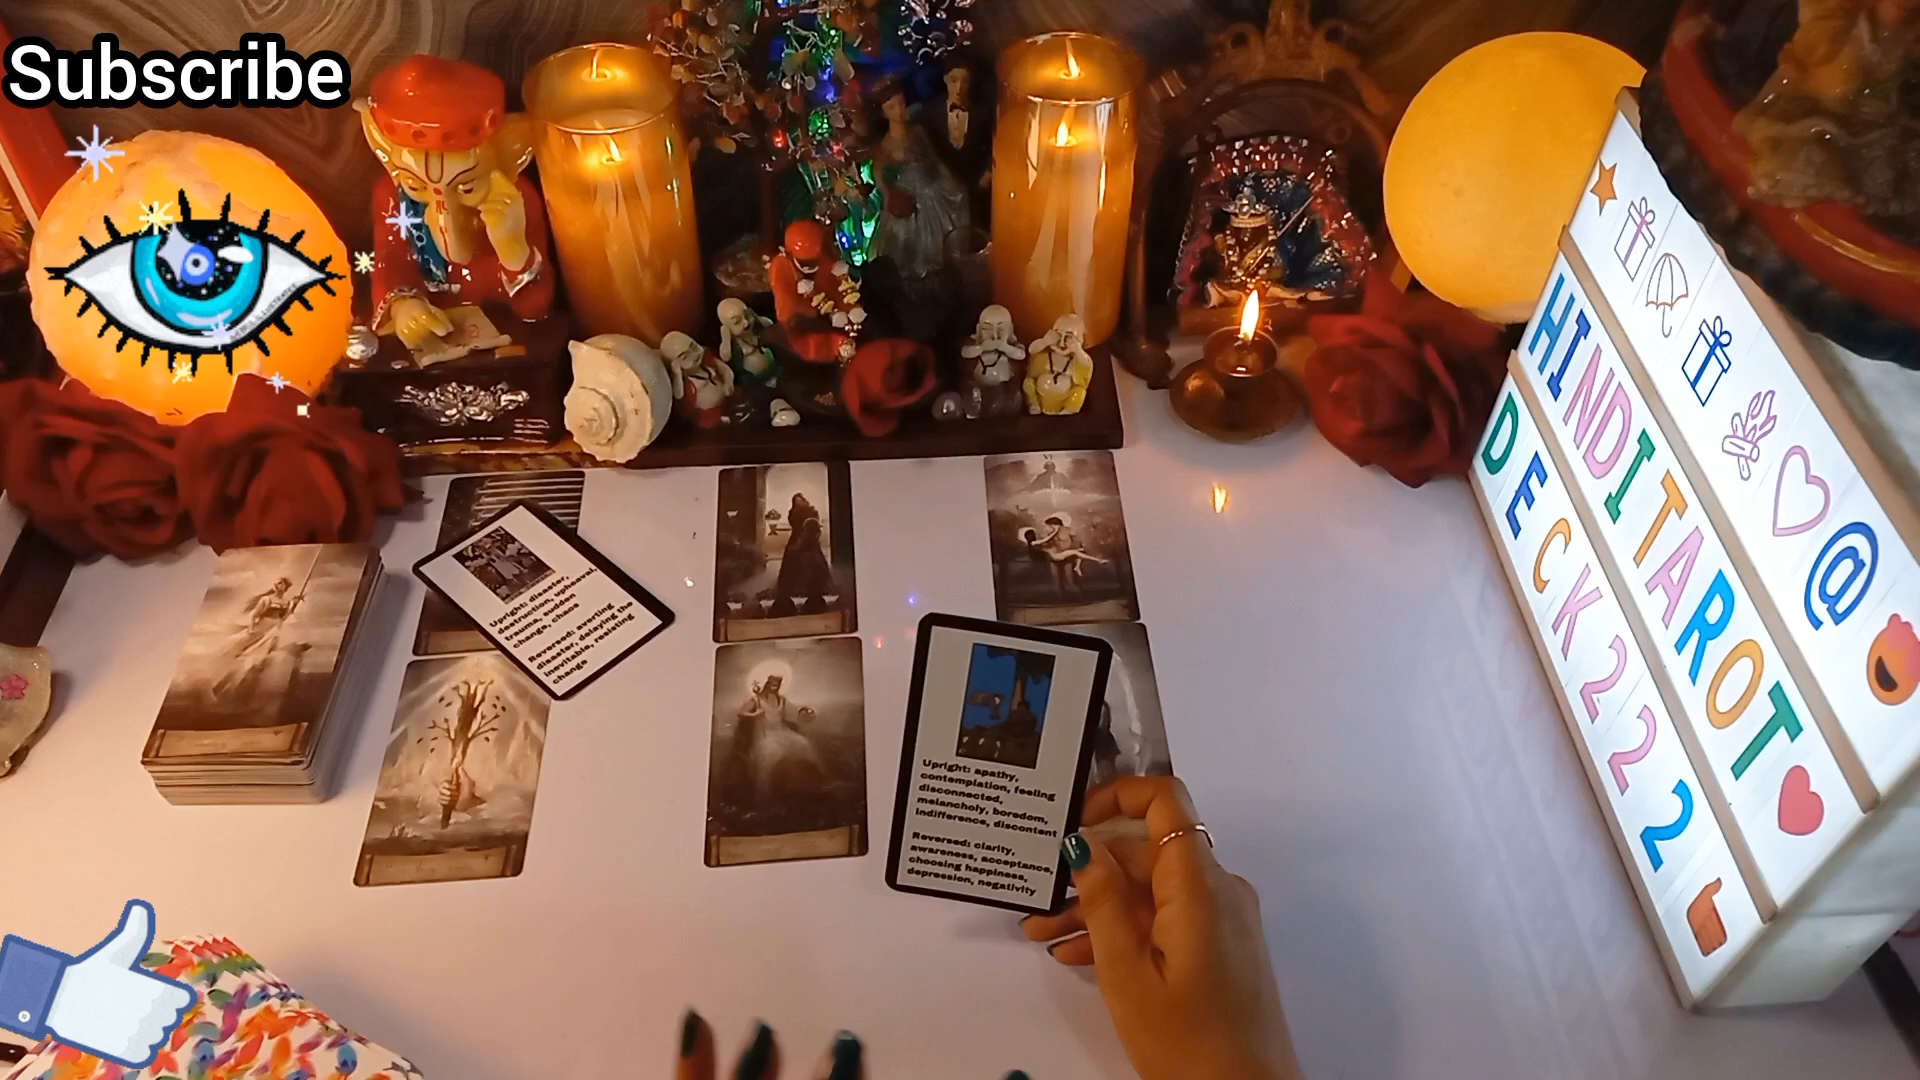 Subscribe
VI
@
HINDITAROT
DECK222
Upright: disaster,
destruction, upheaval,
trauma, sudden
change, chaos
Reversed: averting
disaster, delaying the
inevitable, resisting
change
Upright: apathy,
contemplation, feeling
disconnected,
melancholy, boredom,
indifference, discontent
Reversed: clarity,
awareness, acceptance,
choosing happiness,
depression, negativity